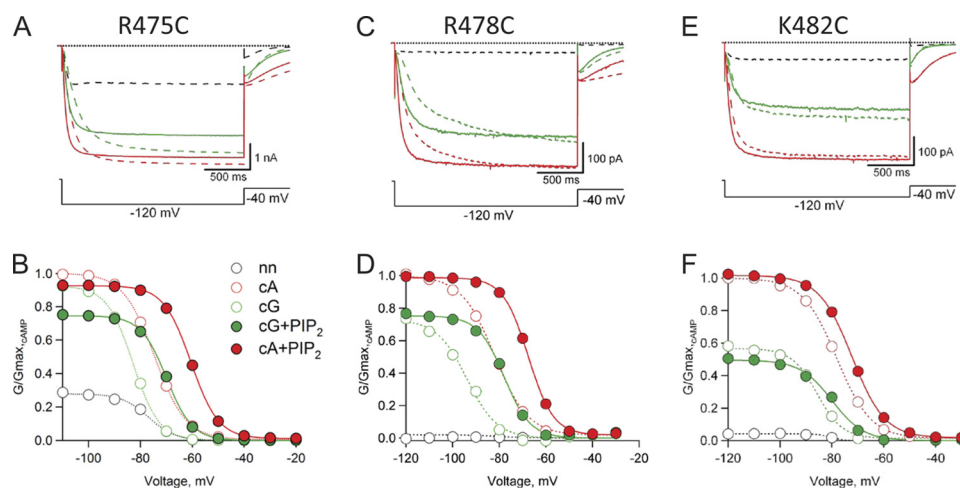 A R475C
C R478C
E K482C
1 nA
500 ms
-40 mV
-120 mV
100 pA
500 ms
-40 mV
-120 mV
100 pA
500 ms
-40 mV
-120 mV
B
G/Gmax,cAMP
1.0
0.8
0.6
0.4
0.2
0.0
-100 -80 -60 -40 -20
Voltage, mV
nn
cA
cG
cG+PIP2
cA+PIP2
D
G/Gmax,cAMP
1.0
0.8
0.6
0.4
0.2
0.0
-120 -100 -80 -60 -40 -20
Voltage, mV
F
G/Gmax,cAMP
1.0
0.8
0.6
0.4
0.2
0.0
-120 -100 -80 -60 -40
Voltage, mV